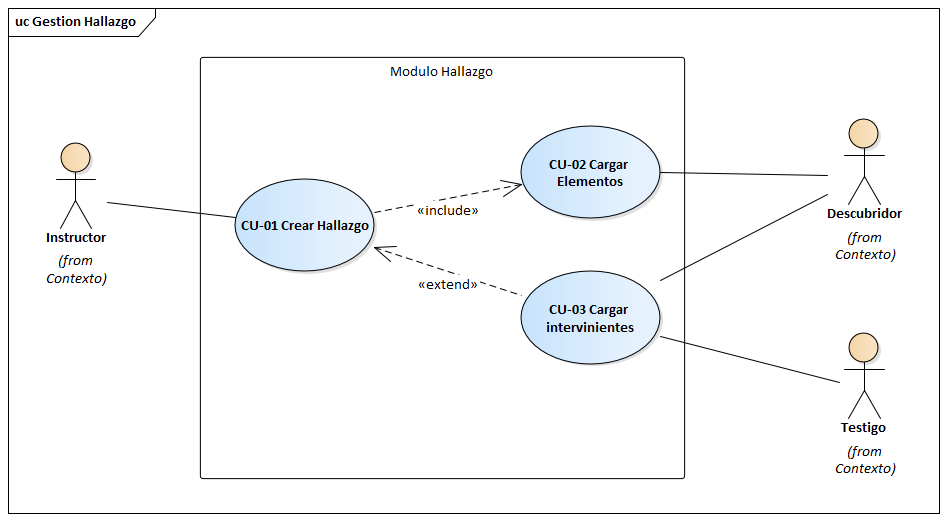 uc Gestion Hallazgo
Modulo Hallazgo
Instructor
(from
Contexto)
CU-01 Crear Hallazgo
«include»
«extend»
CU-02 Cargar
Elementos
CU-03 Cargar
intervinientes
Descubridor
(from
Contexto)
Testigo
(from
Contexto)